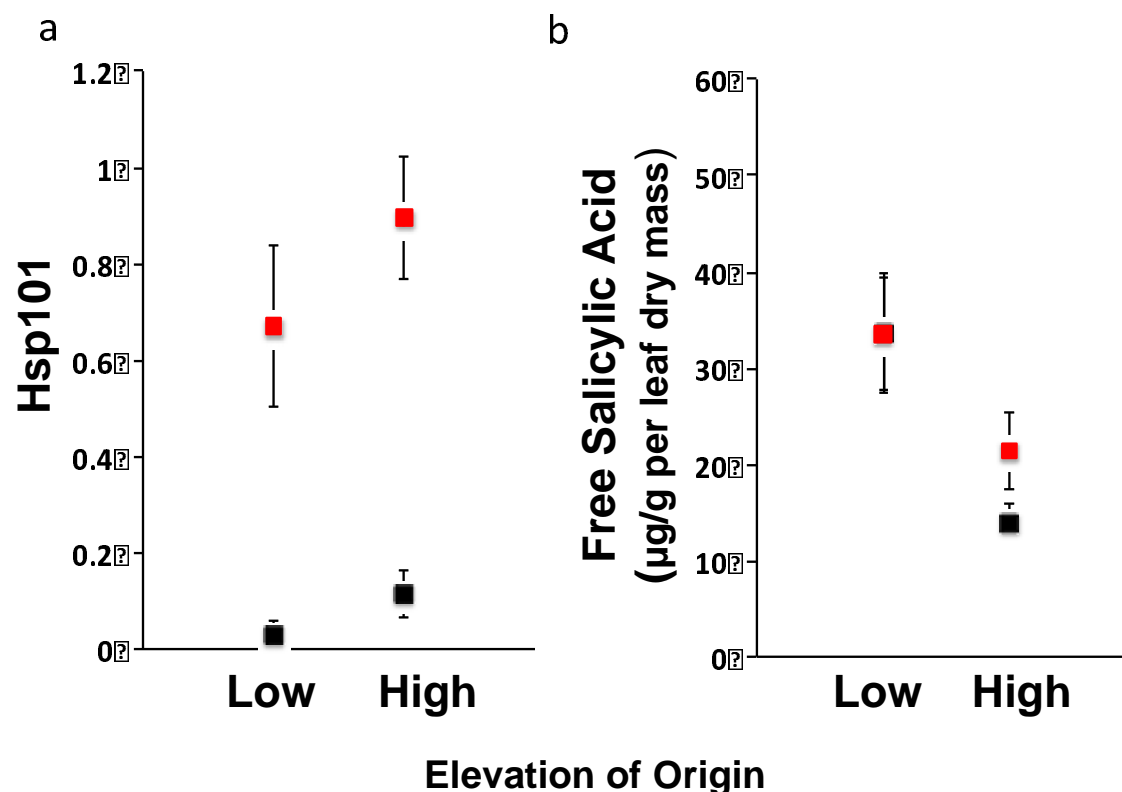 a
b
1.2
1
0.8
0.6
0.4
0.2
0
Hsp101
Low
High
60
50
40
30
20
10
0
Free Salicylic Acid
(µg/g per leaf dry mass)
Low
High
Elevation of Origin